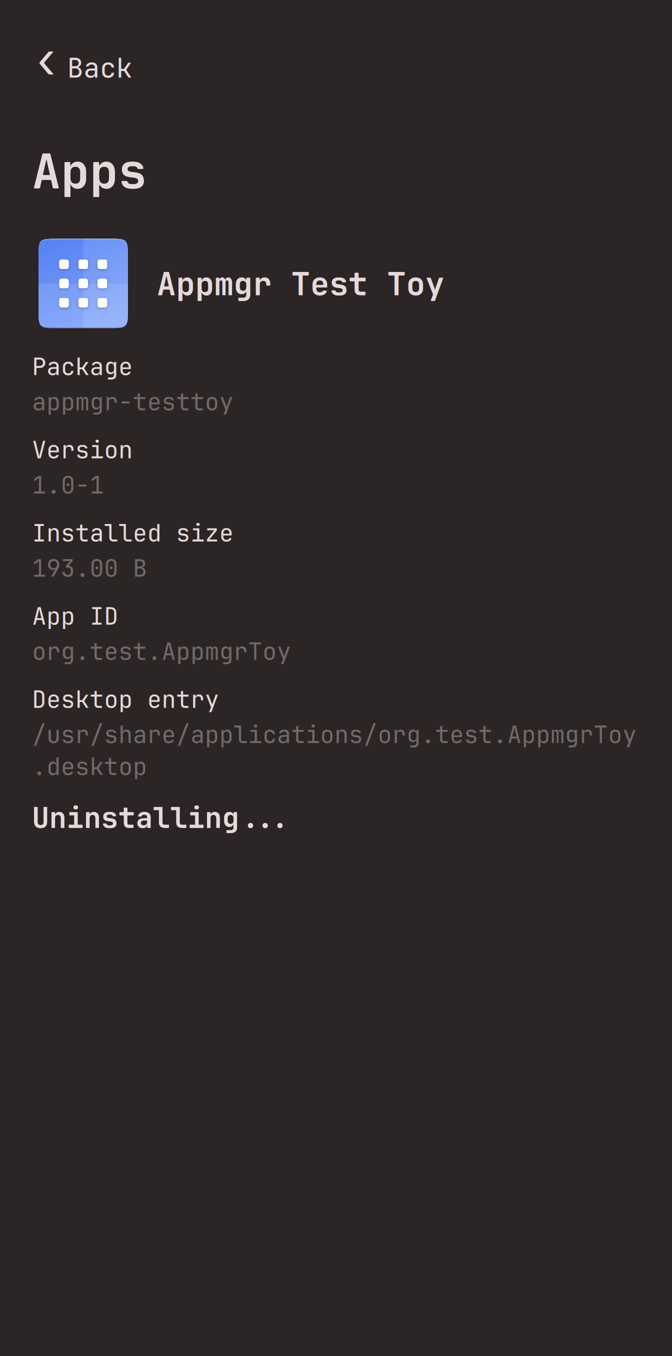 Back
Apps
Appmgr Test Toy
Package
appmgr-testtoy
Version
1.0-1
Installed size
193.00 B
App ID
org.test.AppmgrToy
Desktop entry
/usr/share/applications/org.test.AppmgrToy
.desktop
Uninstalling...